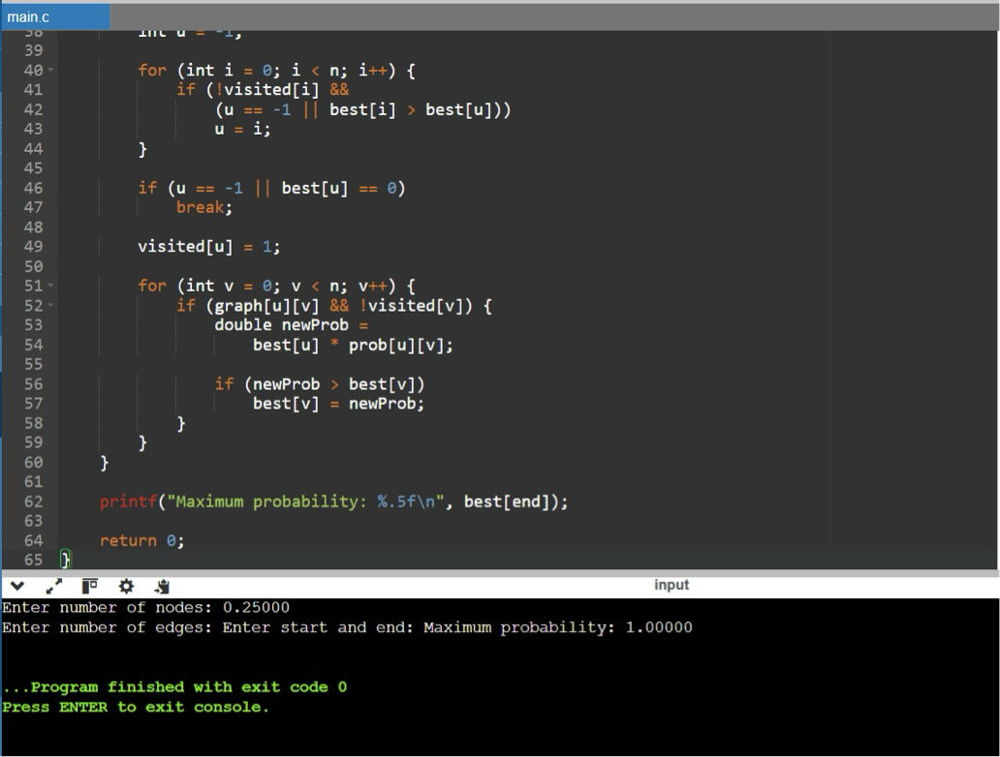 main.c
38 int u = -1;
39
40 for (int i = 0; i < n; i++) {
41 if (!visited[i] &&
42 (u == -1 || best[i] > best[u]))
43 u = i;
44 }
45
46 if (u == -1 || best[u] == 0)
47 break;
48
49 visited[u] = 1;
50
51 for (int v = 0; v < n; v++) {
52 if (graph[u][v] && !visited[v]) {
53 double newProb =
54 best[u] * prob[u][v];
55
56 if (newProb > best[v])
57 best[v] = newProb;
58 }
59 }
60 }
61
62 printf("Maximum probability: %.5f\n", best[end]);
63
64 return 0;
65 }
input
Enter number of nodes: 0.25000
Enter number of edges: Enter start and end: Maximum probability: 1.00000
...Program finished with exit code 0
Press ENTER to exit console.